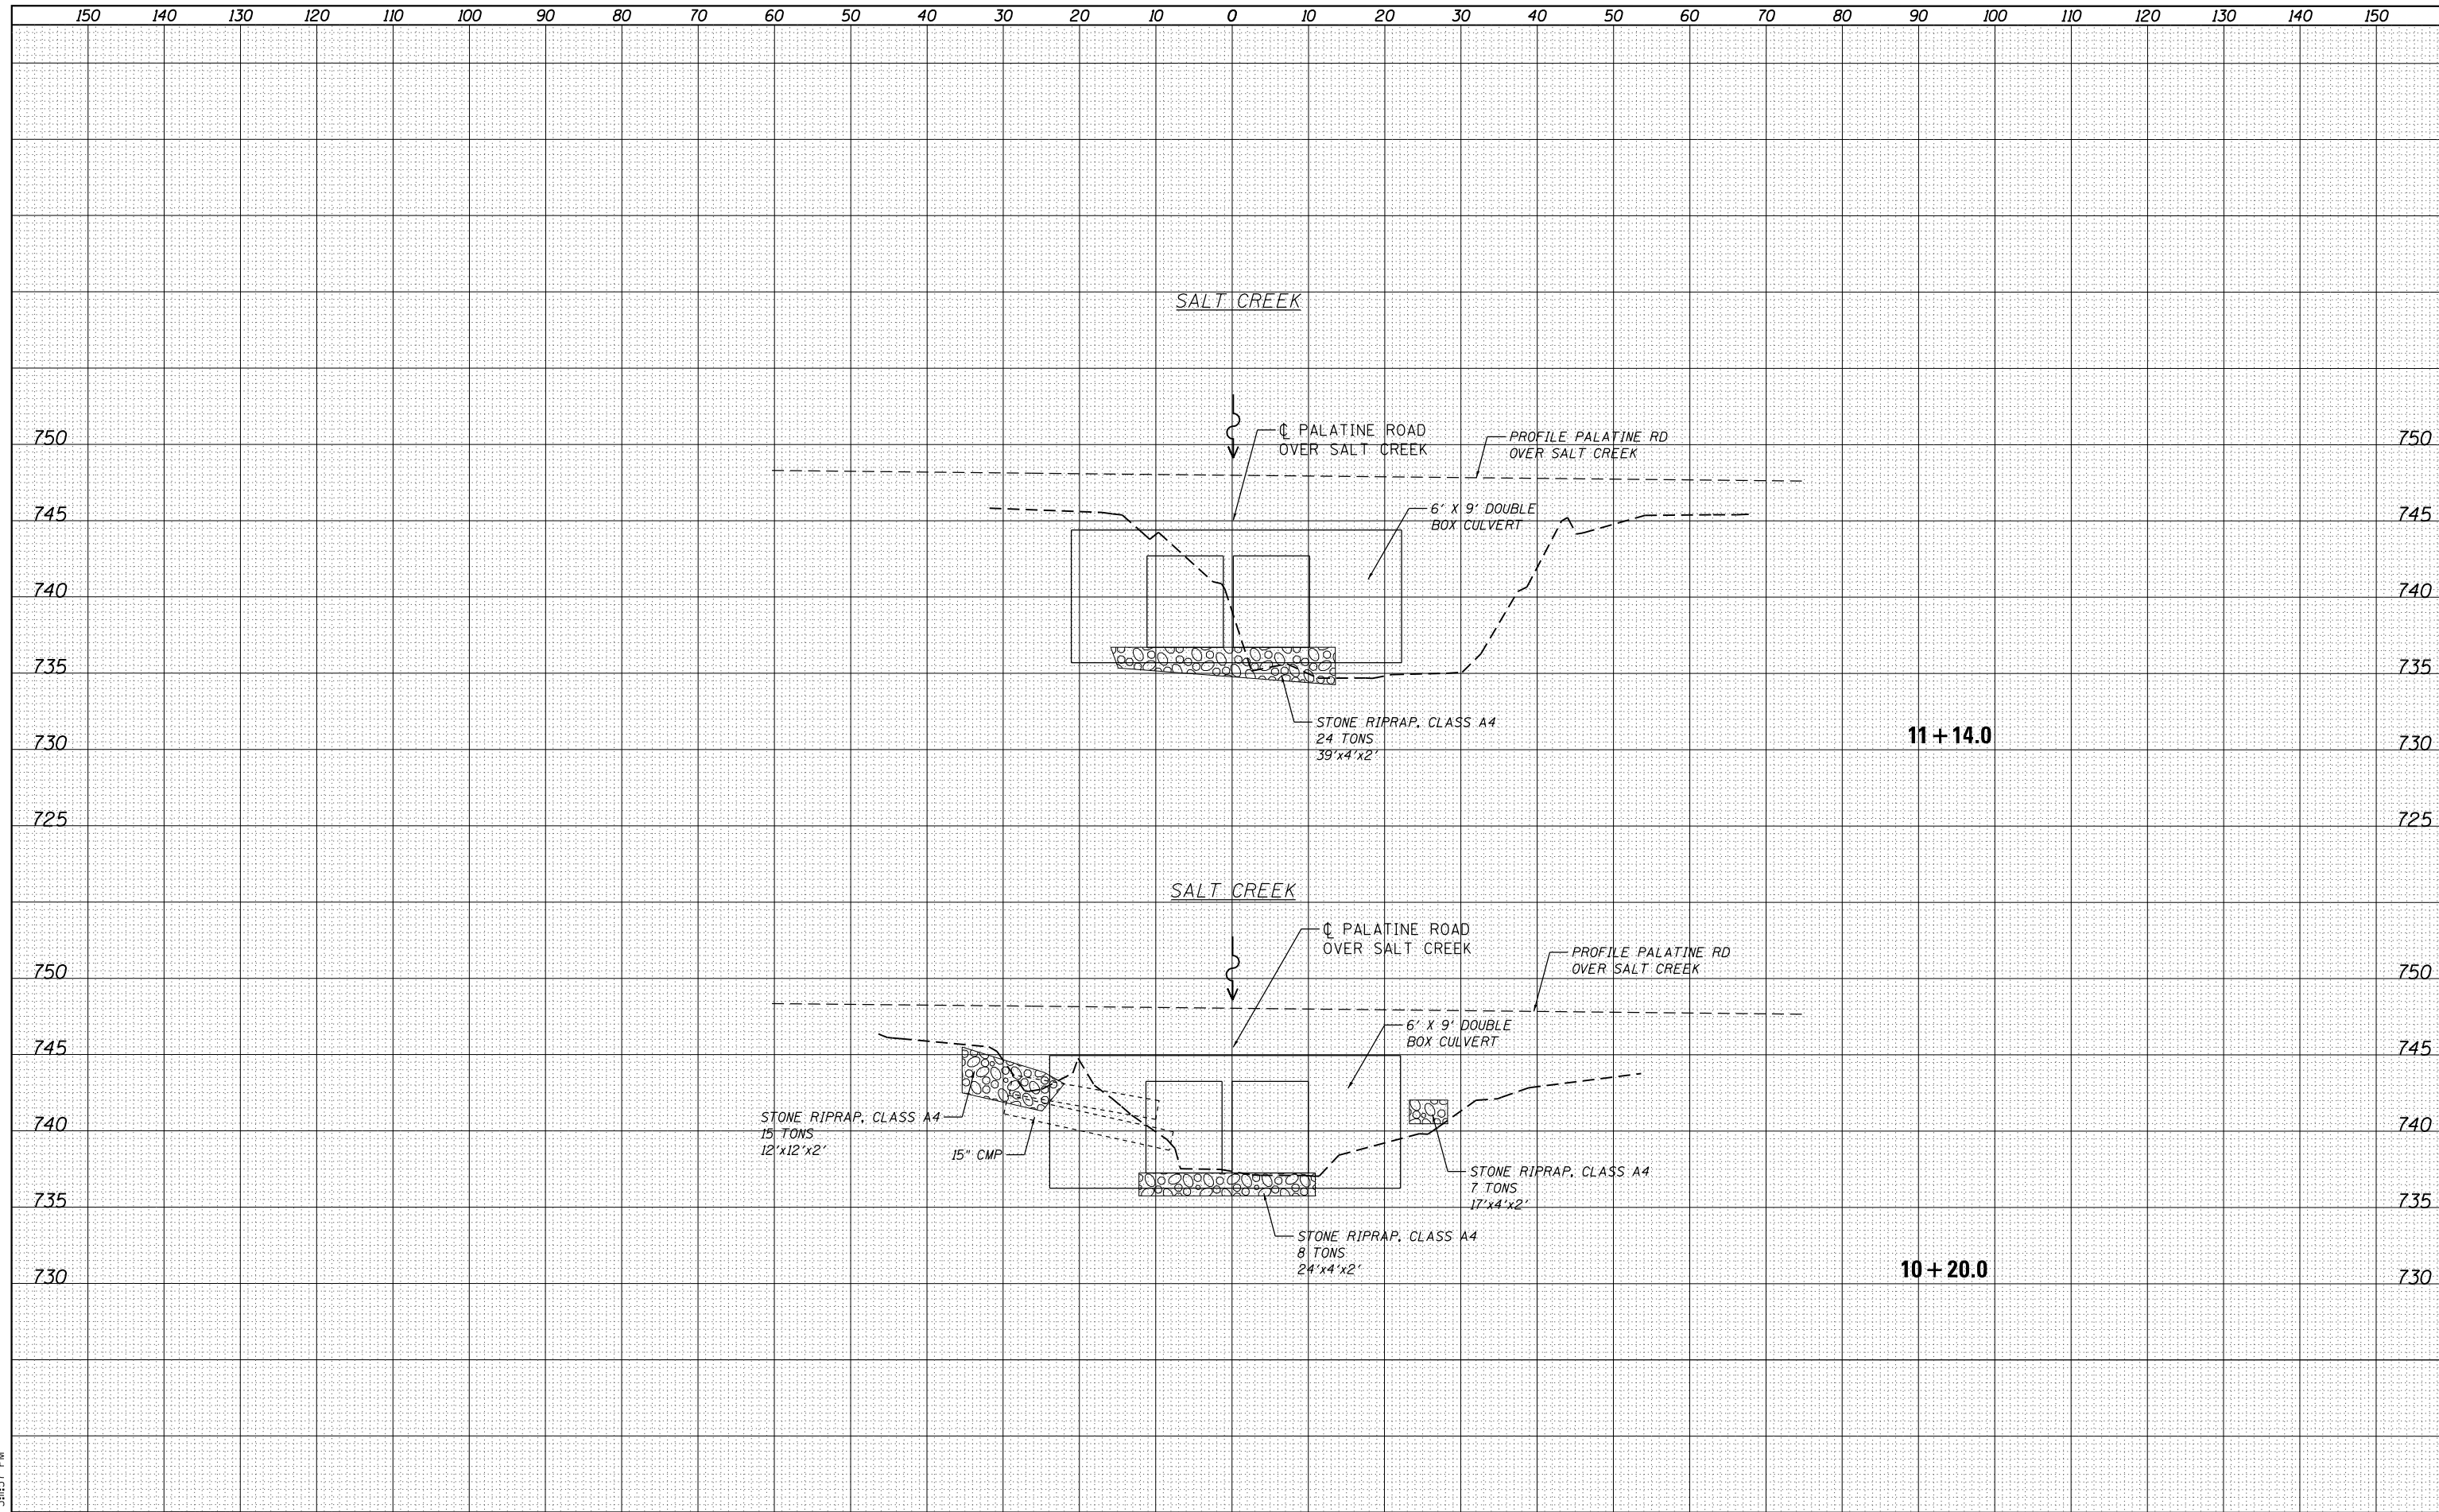 150 140 130 120 110 100 90 80 70 60 50 40 30 20 10 0 10 20 30 40 50 60 70 80 90 100 110 120 130 140 150
SALT CREEK
℄ PALATINE ROAD
OVER SALT CREEK
PROFILE PALATINE RD
OVER SALT CREEK
750 750
6' X 9' DOUBLE
BOX CULVERT
745 745
740 740
735 735
STONE RIPRAP, CLASS A4
24 TONS
39'x4'x2'
730 11+14.0 730
725 725
SALT CREEK
℄ PALATINE ROAD
OVER SALT CREEK
PROFILE PALATINE RD
OVER SALT CREEK
750 750
6' X 9' DOUBLE
BOX CULVERT
745 745
STONE RIPRAP, CLASS A4
15 TONS
12'x12'x2'
740 740
15" CMP
STONE RIPRAP, CLASS A4
7 TONS
17'x4'x2'
735 735
STONE RIPRAP, CLASS A4
8 TONS
24'x4'x2'
730 10+20.0 730